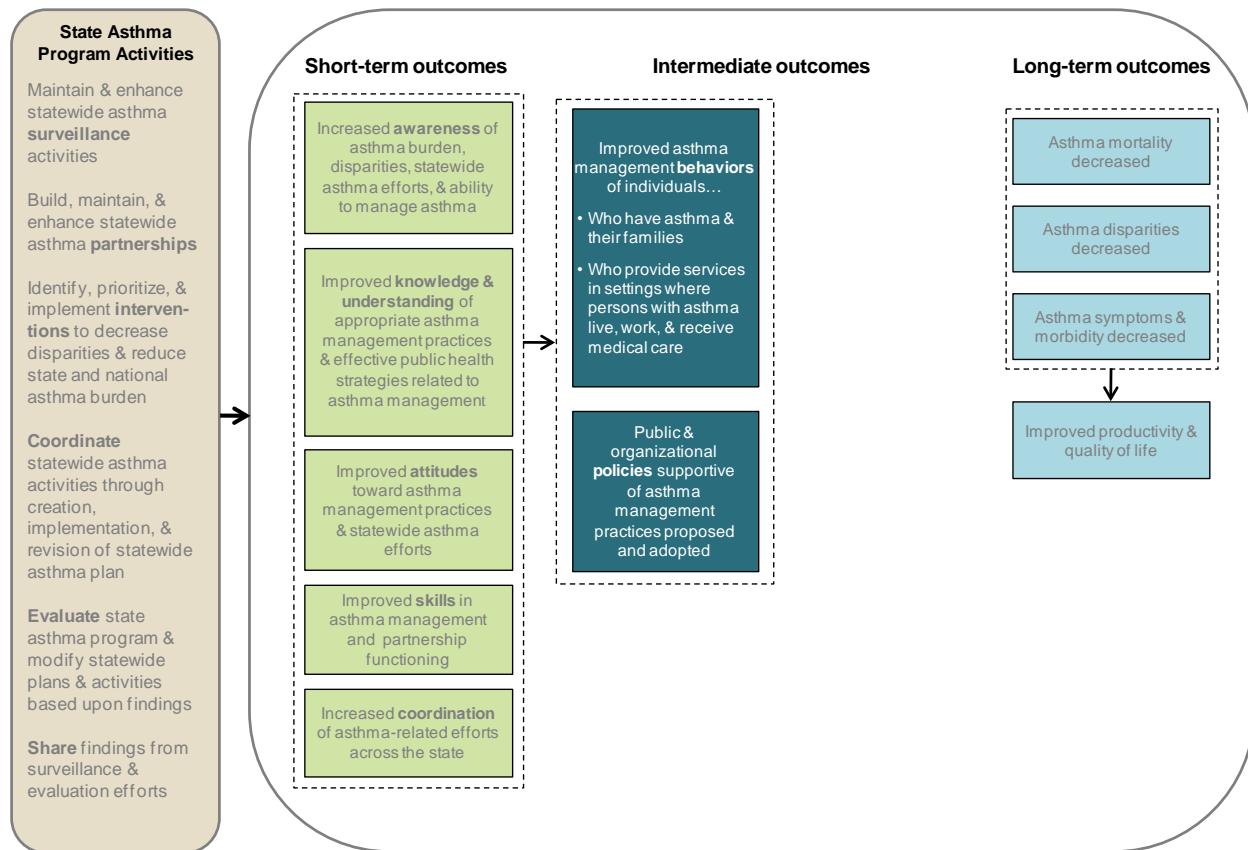 State Asthma
Program Activities
Maintain & enhance
statewide asthma
surveillance
activities
Build, maintain, &
enhance statewide
asthma partnerships
Identify, prioritize, &
implement interven-
tions to decrease
disparities & reduce
state and national
asthma burden
Coordinate
statewide asthma
activities through
creation,
implementation, &
revision of statewide
asthma plan
Evaluate state
asthma program &
modify statewide
plans & activities
based upon findings
Share findings from
surveillance &
evaluation efforts
Short-term outcomes
Increased awareness of
asthma burden,
disparities, statewide
asthma efforts, & ability
to manage asthma
Improved knowledge &
understanding of
appropriate asthma
management practices
& effective public health
strategies related to
asthma management
Improved attitudes
toward asthma
management practices
& statewide asthma
efforts
Improved skills in
asthma management
and partnership
functioning
Increased coordination
of asthma-related efforts
across the state
Intermediate outcomes
Improved asthma
management behaviors
of individuals…
• Who have asthma &
their families
• Who provide services
in settings where
persons with asthma
live, work, & receive
medical care
Public &
organizational
policies supportive
of asthma
management
practices proposed
and adopted
Long-term outcomes
Asthma mortality
decreased
Asthma disparities
decreased
Asthma symptoms &
morbidity decreased
Improved productivity &
quality of life